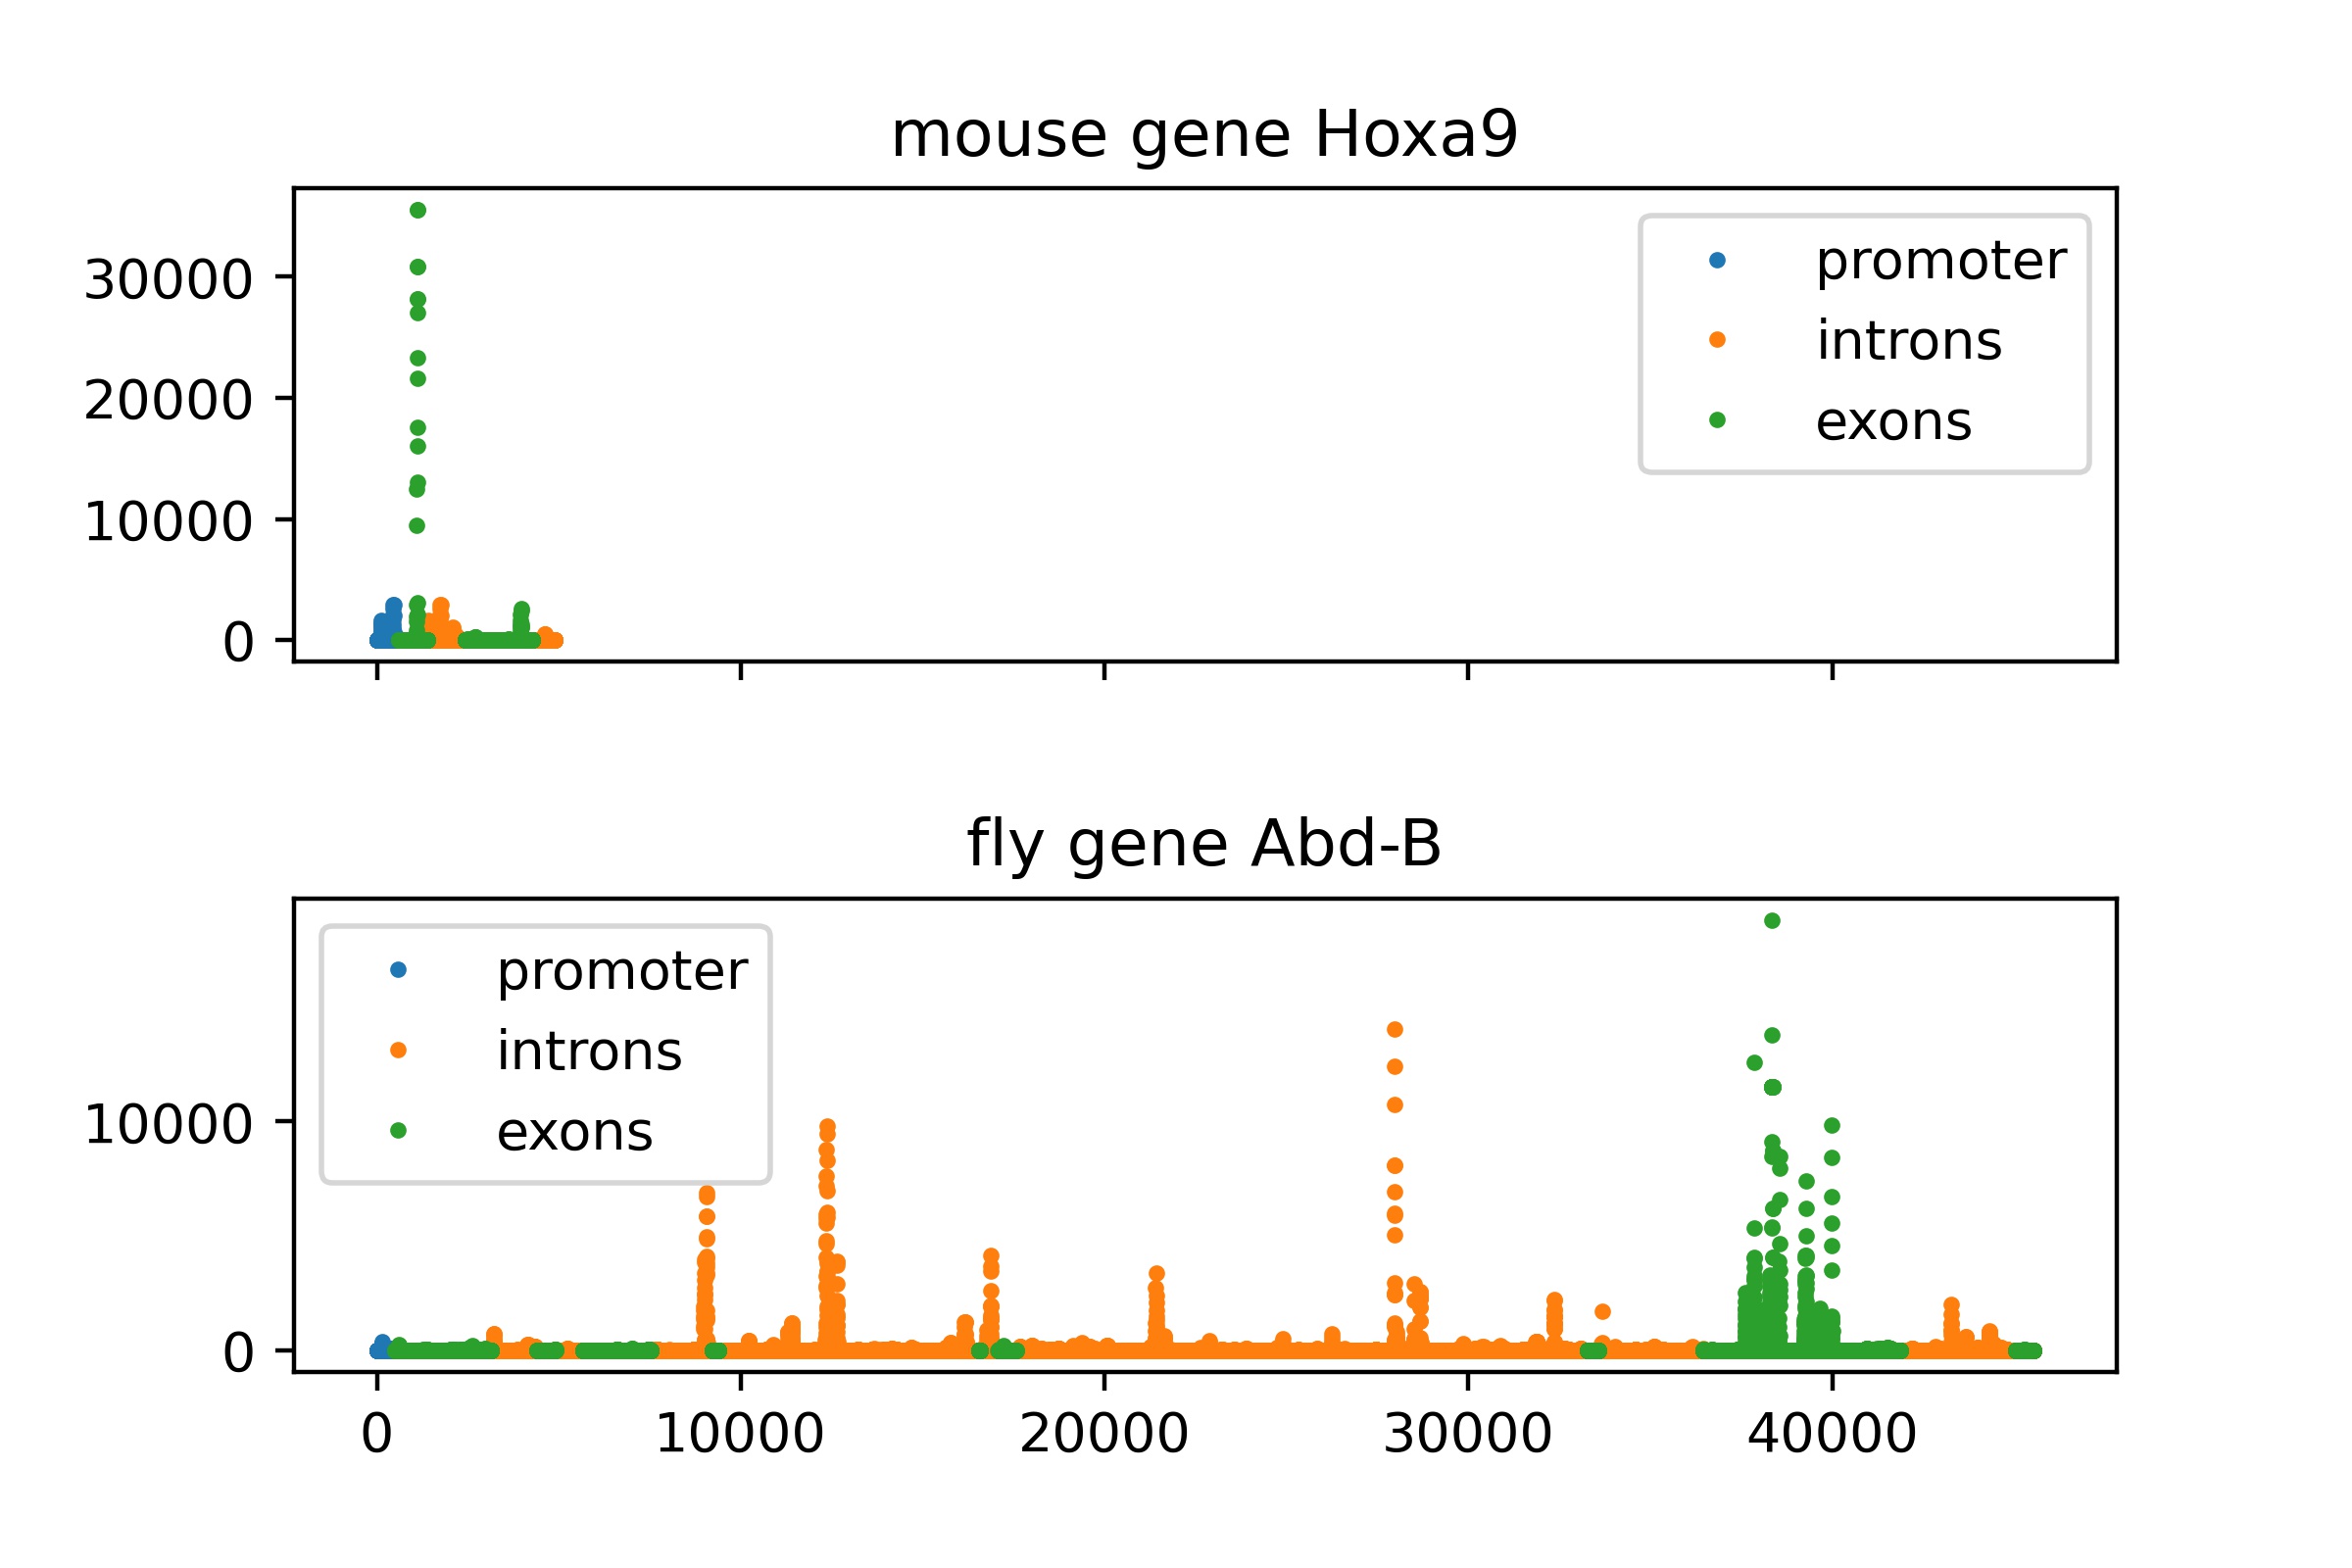 mouse gene Hoxa9
30000
20000
10000
0
promoter
introns
exons
fly gene Abd-B
promoter
introns
exons
10000
0
0 10000 20000 30000 40000